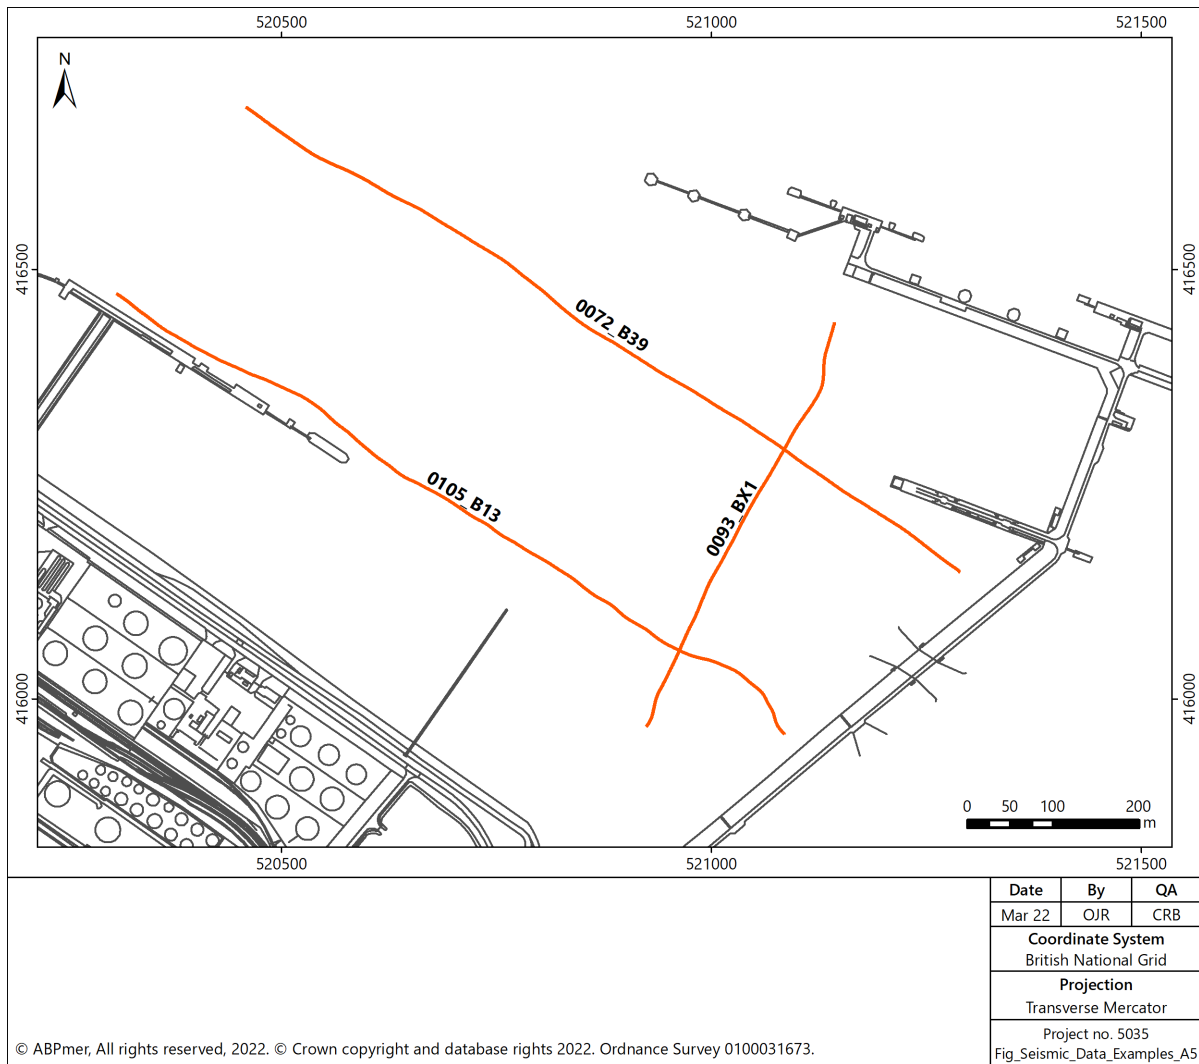 520500 521000 521500
N
416500 416500
0072_B39
0105_B13
0093_BX1
416000 416000
0 50 100 200
m
520500 521000 521500
Date By QA
Mar 22 OJR CRB
Coordinate System
British National Grid
Projection
Transverse Mercator
Project no. 5035
Fig_Seismic_Data_Examples_A5
© ABPmer, All rights reserved, 2022. © Crown copyright and database rights 2022. Ordnance Survey 0100031673.